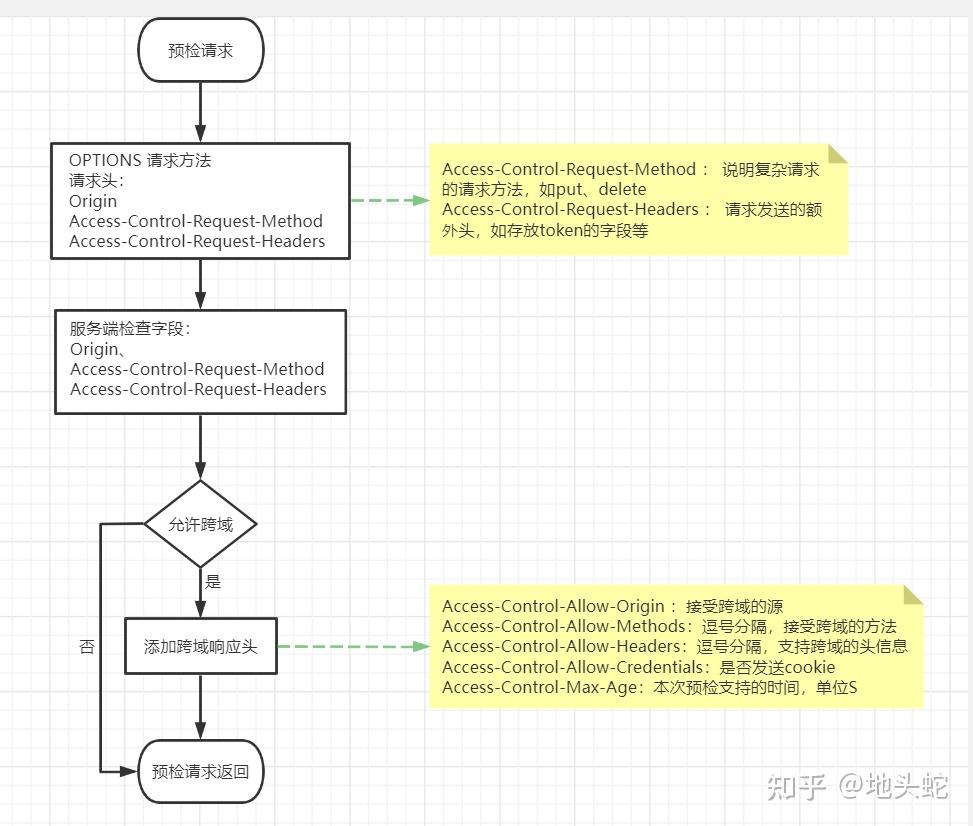 预检请求
OPTIONS 请求方法
请求头：
Origin
Access-Control-Request-Method
Access-Control-Request-Headers
Access-Control-Request-Method ： 说明复杂请求
的请求方法，如put、delete
Access-Control-Request-Headers ： 请求发送的额
外头，如存放token的字段等
服务端检查字段：
Origin、
Access-Control-Request-Method
Access-Control-Request-Headers
允许跨域
是
否
添加跨域响应头
Access-Control-Allow-Origin ：接受跨域的源
Access-Control-Allow-Methods：逗号分隔，接受跨域的方法
Access-Control-Allow-Headers：逗号分隔，支持跨域的头信息
Access-Control-Allow-Credentials：是否发送cookie
Access-Control-Max-Age：本次预检支持的时间，单位S
预检请求返回
知乎 @地头蛇